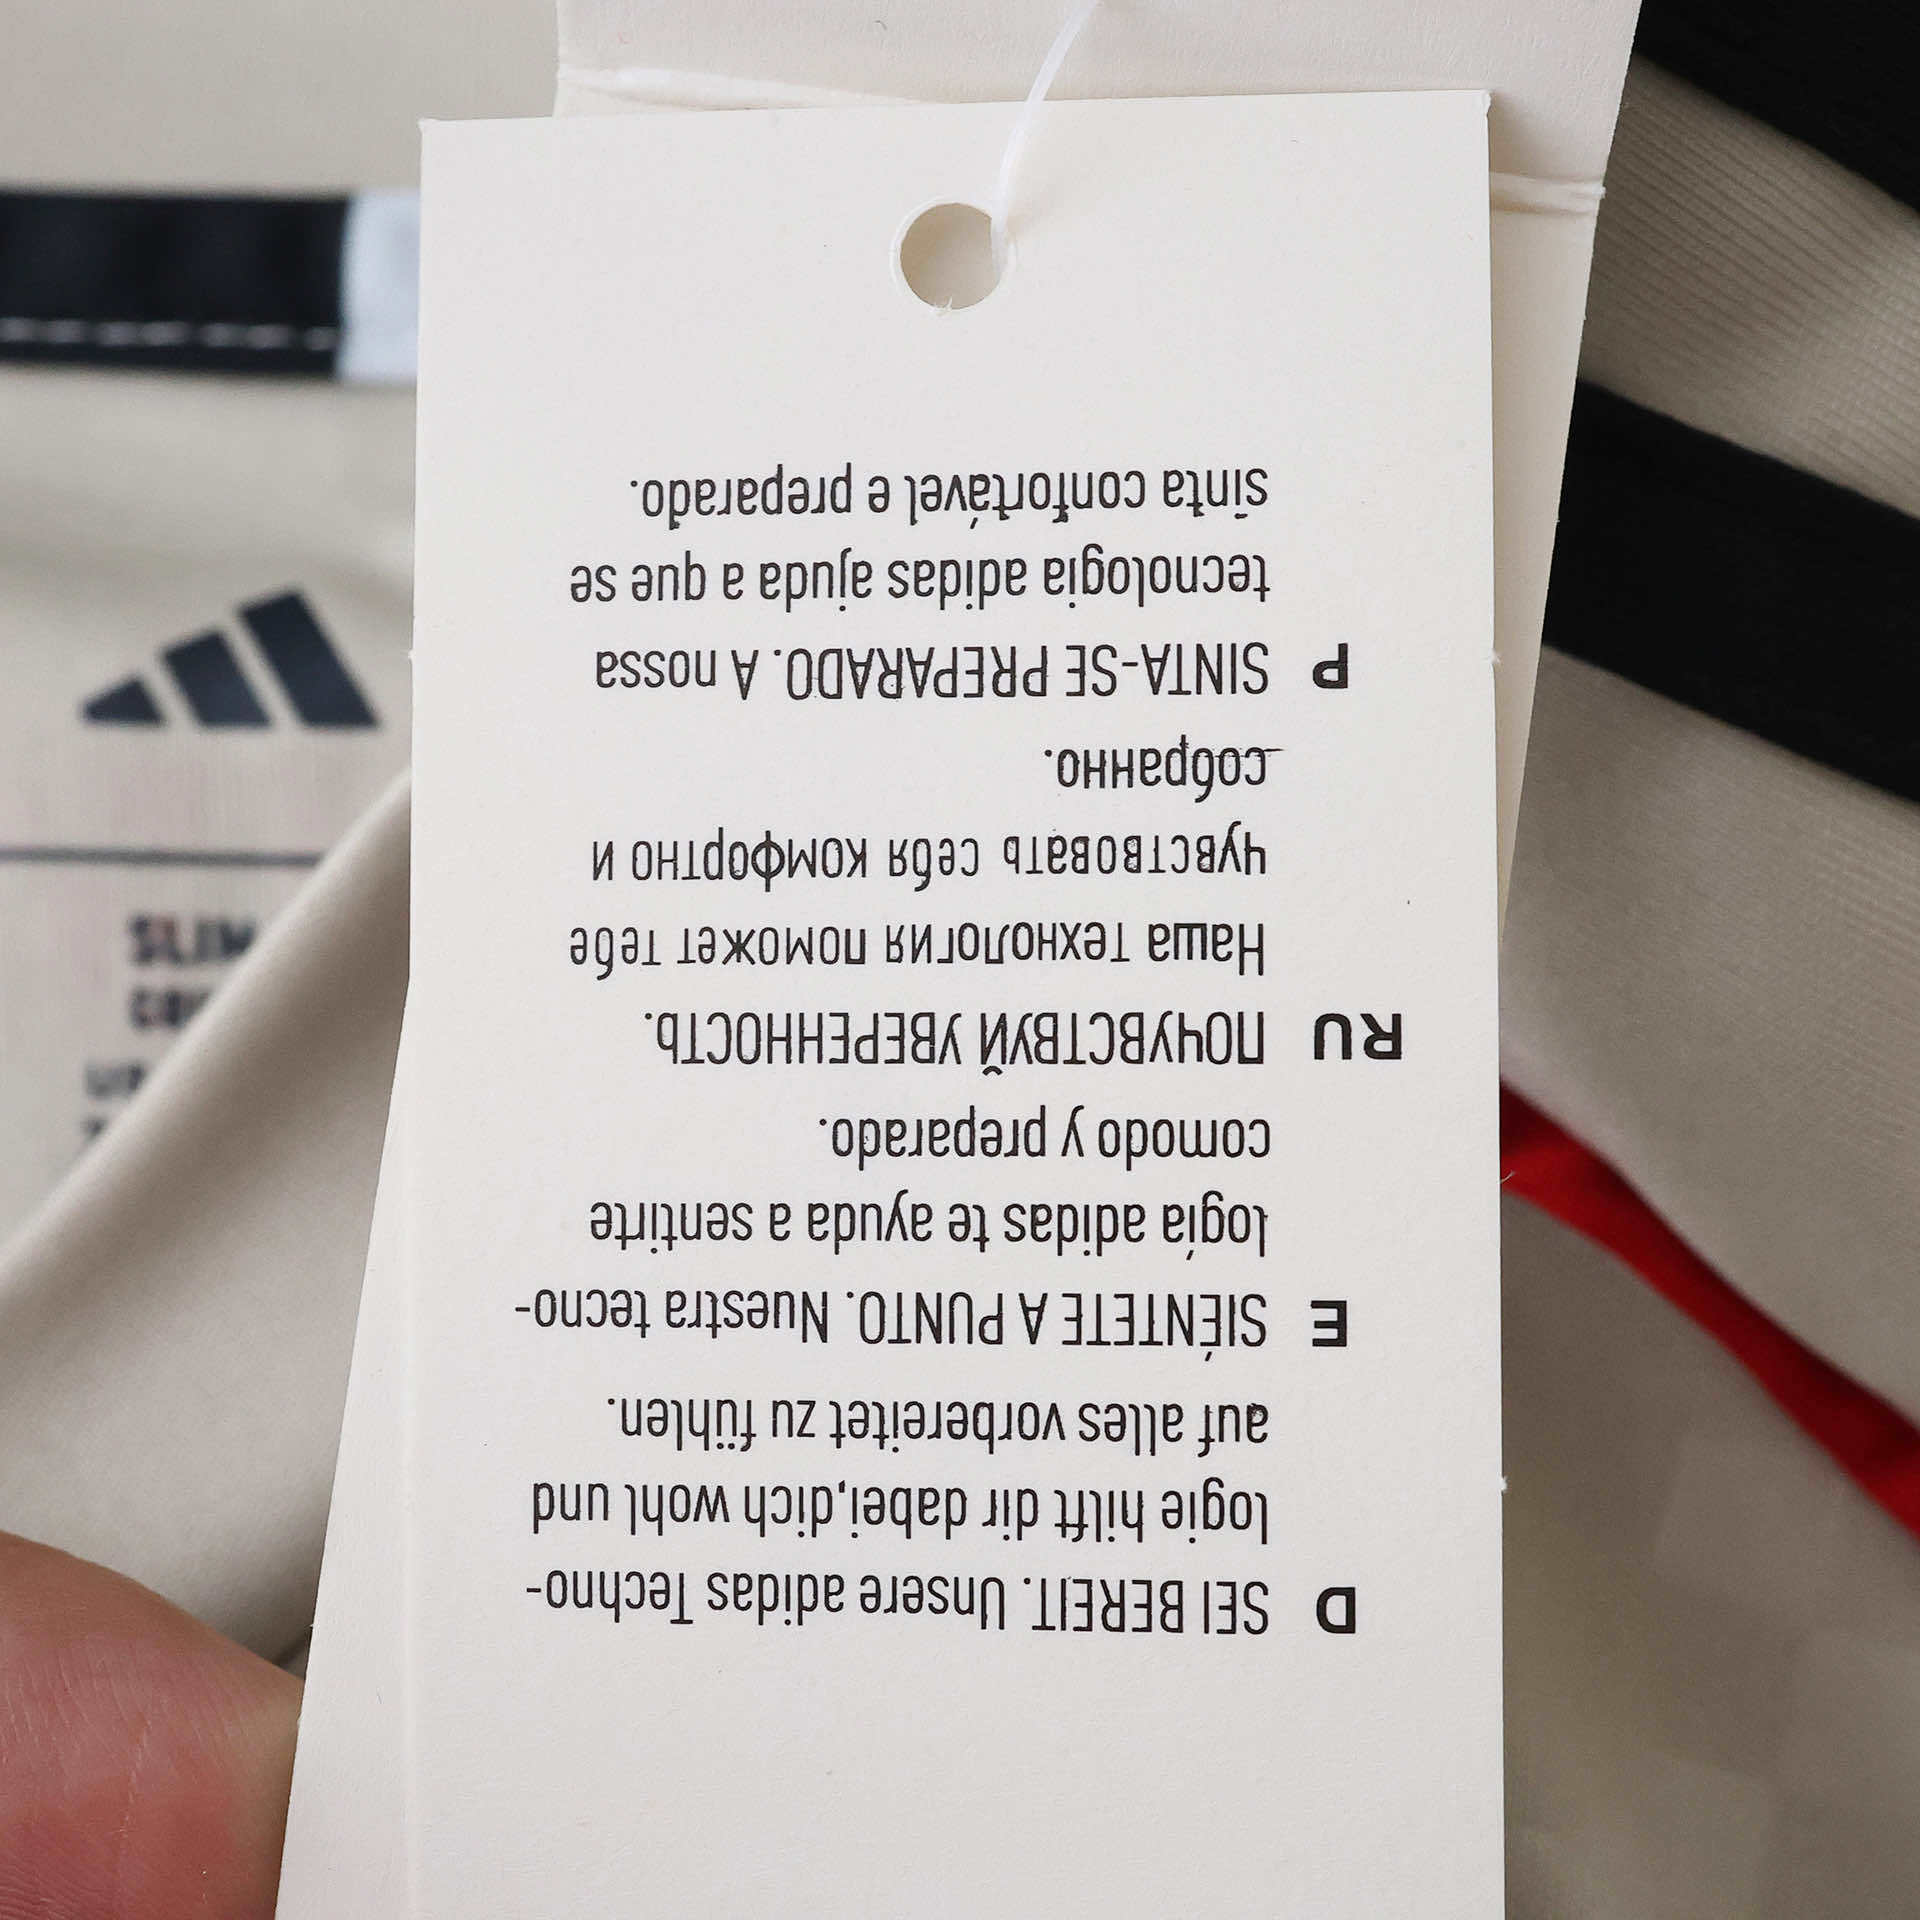 D SEI BEREIT. Unsere adidas Techno-
logie hilft dir dabei,dich wohl und
auf alles vorbereitet zu fühlen.
E SIÉNTETE A PUNTO. Nuestra tecno-
logía adidas te ayuda a sentirte
comodo y preparado.
RU ПОЧУВСТВУЙ УВЕРЕННОСТЬ.
Наша технология поможет тебе
чувствовать себя комфортно и
собранно.
P SINTA-SE PREPARADO. A nossa
tecnologia adidas ajuda a que se
sinta confortável e preparado.
SLIM